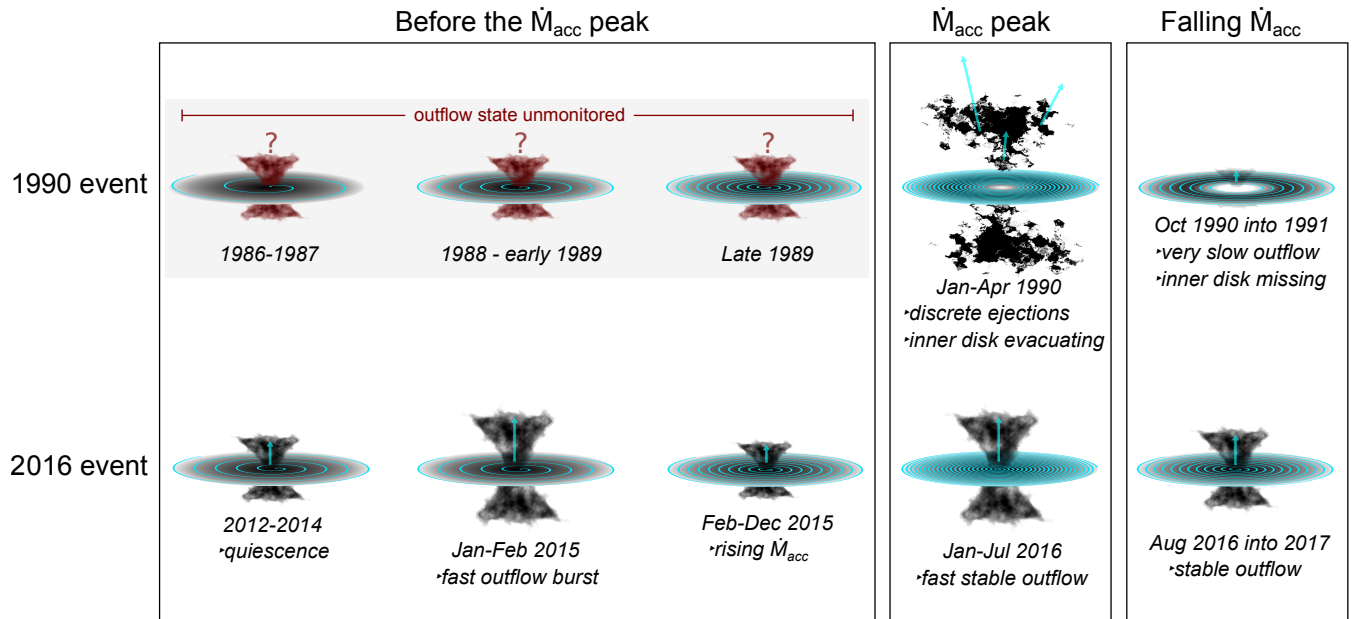 Before the Ṁacc peak
Ṁacc peak
Falling Ṁacc
1990 event
outflow state unmonitored
?
?
?
1986-1987
1988 - early 1989
Late 1989
Jan-Apr 1990
▸discrete ejections
▸inner disk evacuating
Oct 1990 into 1991
▸very slow outflow
▸inner disk missing
2016 event
2012-2014
▸quiescence
Jan-Feb 2015
▸fast outflow burst
Feb-Dec 2015
▸rising Ṁacc
Jan-Jul 2016
▸fast stable outflow
Aug 2016 into 2017
▸stable outflow